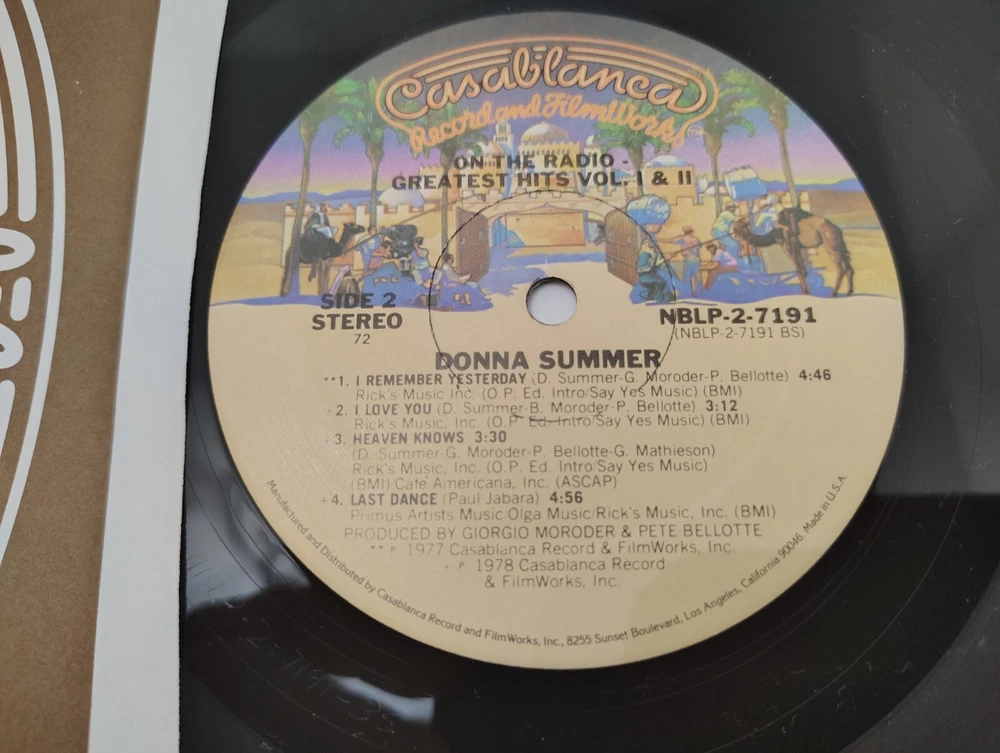 Casablanca
Record and FilmWorks
ON THE RADIO -
GREATEST HITS VOL. I & II
SIDE 2
STEREO
72
NBLP-2-7191
(NBLP-2-7191 BS)
DONNA SUMMER
**1. I REMEMBER YESTERDAY (D. Summer-G. Moroder-P. Bellotte) 4:46
Rick's Music Inc. (O.P. Ed. Intro/Say Yes Music) (BMI)
+2. I LOVE YOU (D. Summer-B. Moroder-P. Bellotte) 3:12
Rick's Music, Inc. (O.P. Ed. Intro/Say Yes Music) (BMI)
+3. HEAVEN KNOWS 3:30
(D. Summer-G. Moroder-P. Bellotte-G. Mathieson)
Rick's Music, Inc. (O.P. Ed. Intro/Say Yes Music)
(BMI) Cafe Americana, Inc. (ASCAP)
+4. LAST DANCE (Paul Jabara) 4:56
Primus Artists Music/Olga Music/Rick's Music, Inc. (BMI)
PRODUCED BY GIORGIO MORODER & PETE BELLOTTE
** ℗ 1977 Casablanca Record & FilmWorks, Inc.
+ ℗ 1978 Casablanca Record
& FilmWorks, Inc.
Manufactured and Distributed by Casablanca Record and FilmWorks, Inc., 8255 Sunset Boulevard, Los Angeles, California 90046. Made in U.S.A.